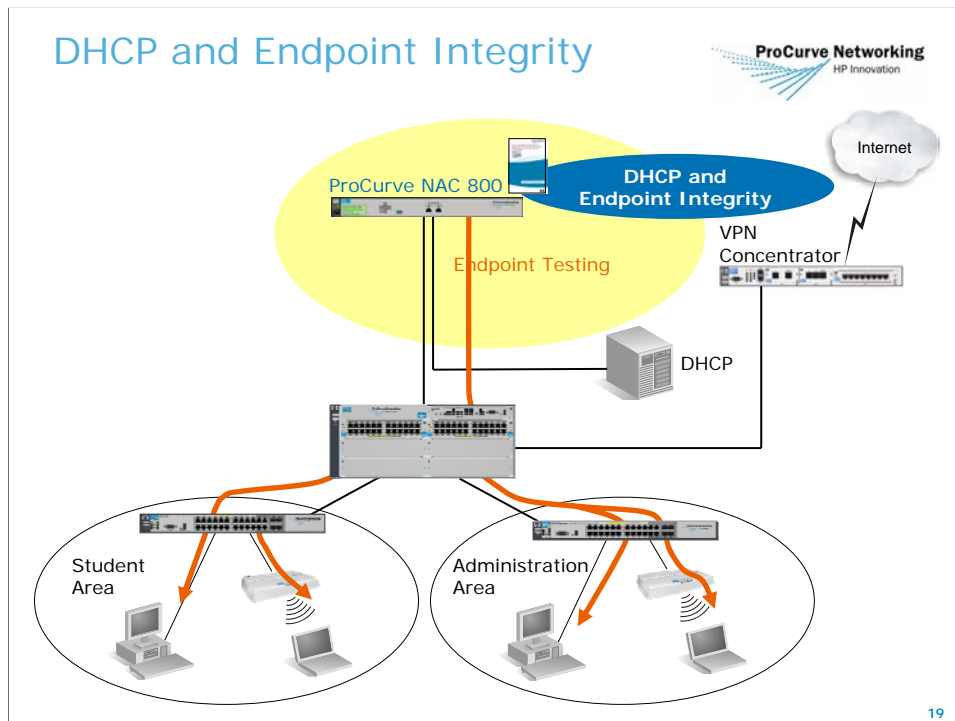 DHCP and Endpoint Integrity
ProCurve Networking
HP Innovation
Internet
DHCP and
Endpoint Integrity
ProCurve NAC 800
VPN
Concentrator
Endpoint Testing
DHCP
Student
Area
Administration
Area
19